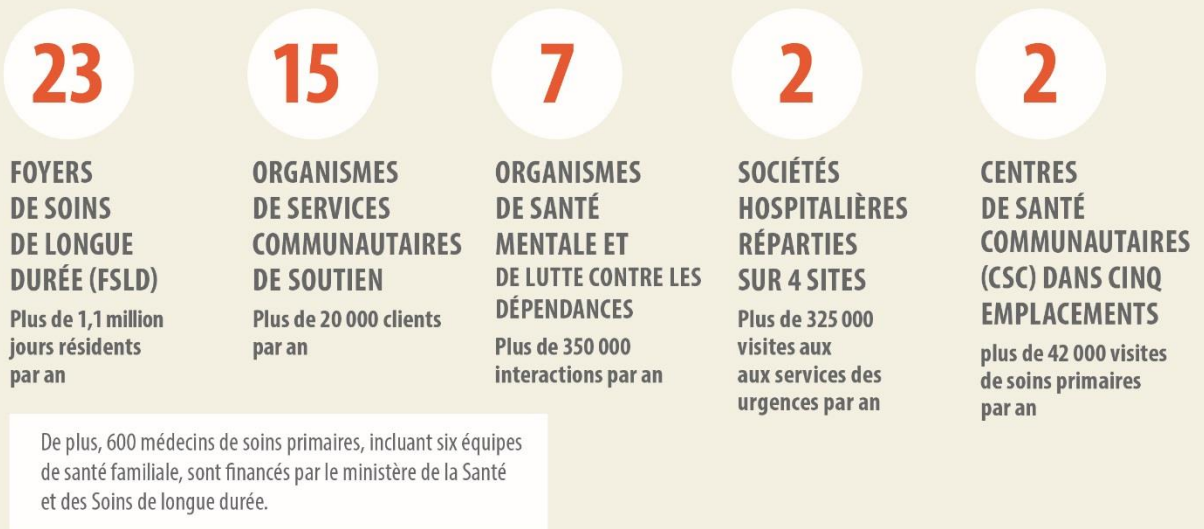 23
FOYERS
DE SOINS
DE LONGUE
DURÉE (FSLD)
Plus de 1,1 million
jours résidents
par an
15
ORGANISMES
DE SERVICES
COMMUNAUTAIRES
DE SOUTIEN
Plus de 20 000 clients
par an
7
ORGANISMES
DE SANTÉ
MENTALE ET
DE LUTTE CONTRE LES
DÉPENDANCES
Plus de 350 000
interactions par an
2
SOCIÉTÉS
HOSPITALIÈRES
RÉPARTIES
SUR 4 SITES
Plus de 325 000
visites aux
aux services des
urgences par an
2
CENTRES
DE SANTÉ
COMMUNAUTAIRES
(CSC) DANS CINQ
EMPLACEMENTS
plus de 42 000 visites
de soins primaires
par an
De plus, 600 médecins de soins primaires, incluant six équipes
de santé familiale, sont financés par le ministère de la Santé
et des Soins de longue durée.